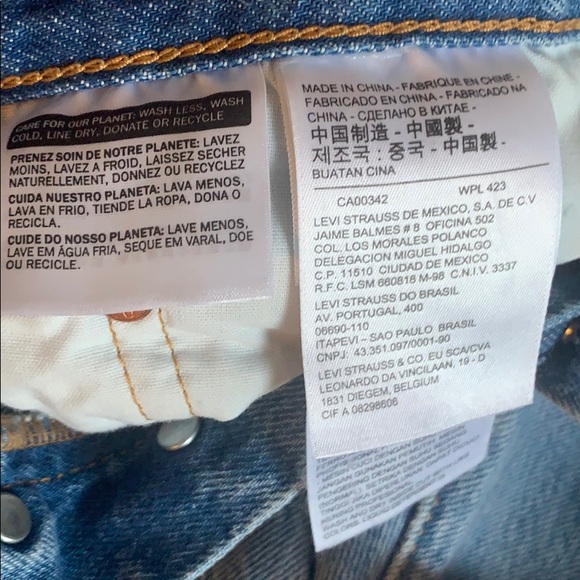 CARE FOR OUR PLANET: WASH LESS, WASH
COLD, LINE DRY, DONATE OR RECYCLE
PRENEZ SOIN DE NOTRE PLANETE: LAVEZ
MOINS, LAVEZ A FROID, LAISSEZ SECHER
NATURELLEMENT, DONNEZ OU RECYCLEZ
CUIDA NUESTRO PLANETA: LAVA MENOS,
LAVA EN FRIO, TIENDE LA ROPA, DONA O
RECICLA.
CUIDE DO NOSSO PLANETA: LAVE MENOS,
LAVE EM ÁGUA FRIA, SEQUE EM VARAL, DOE
OU RECICLE.
MADE IN CHINA - FABRIQUE EN CHINE -
FABRICADO EN CHINA - FABRICADO NA
CHINA - СДЕЛАНО В КИТАЕ -
中国制造 - 中國製 -
제조국 : 중국 - 中国製 -
BUATAN CINA
CA00342 WPL 423
LEVI STRAUSS DE MEXICO, S.A. DE C.V
JAIME BALMES # 8 OFICINA 502
COL. LOS MORALES POLANCO
DELEGACION MIGUEL HIDALGO
C.P. 11510 CIUDAD DE MEXICO
R.F.C. LSM 660816 M-98 C.N.I.V. 3337
LEVI STRAUSS DO BRASIL
AV. PORTUGAL, 400
06690-110
ITAPEVI – SAO PAULO BRASIL
CNPJ: 43.351.097/0001-90
LEVI STRAUSS & CO. EU SCA/CVA
LEONARDO DA VINCILAAN, 19 - D
1831 DIEGEM, BELGIUM
CIF A 08298606